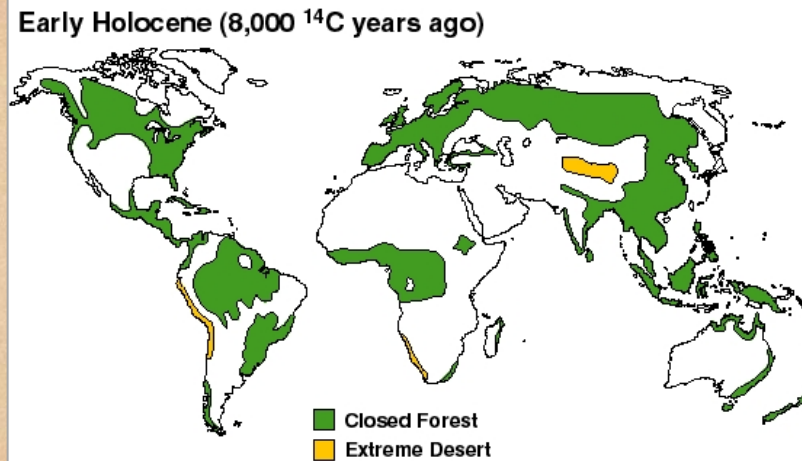 Early Holocene (8,000 ¹⁴C years ago)
Closed Forest
Extreme Desert